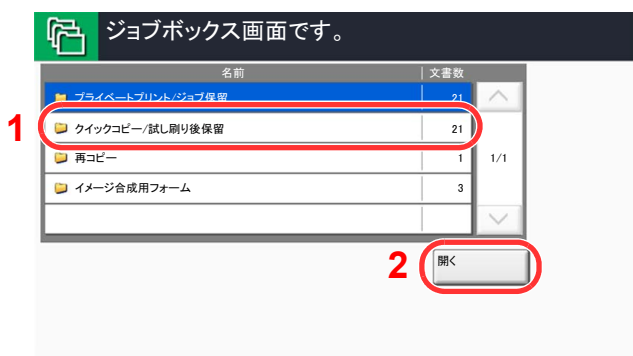 ジョブボックス画面です。
名前 文書数
プライベートプリント/ジョブ保留 21
1 クイックコピー/試し刷り後保留 21
再コピー 1 1/1
イメージ合成用フォーム 3
2 開く